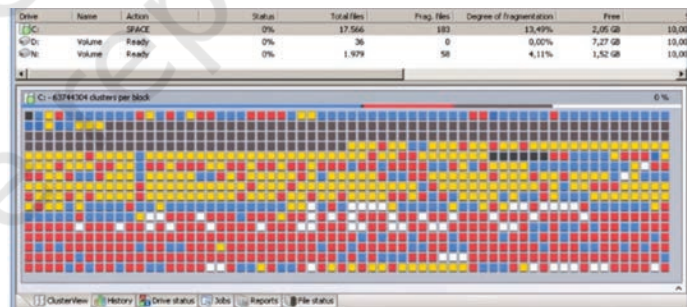 Drive Name Action Status Total files Frag. files Degree of fragmentation Free
C: SPACE 0% 17.566 183 13,49% 2,05 GB 10,00
D: Volume Ready 0% 36 0 0,00% 7,27 GB 10,00
N: Volume Ready 0% 1.979 58 4,11% 1,52 GB 10,00
C: - 63744304 clusters per block 0 %
ClusterView History Drive status Jobs Reports File status